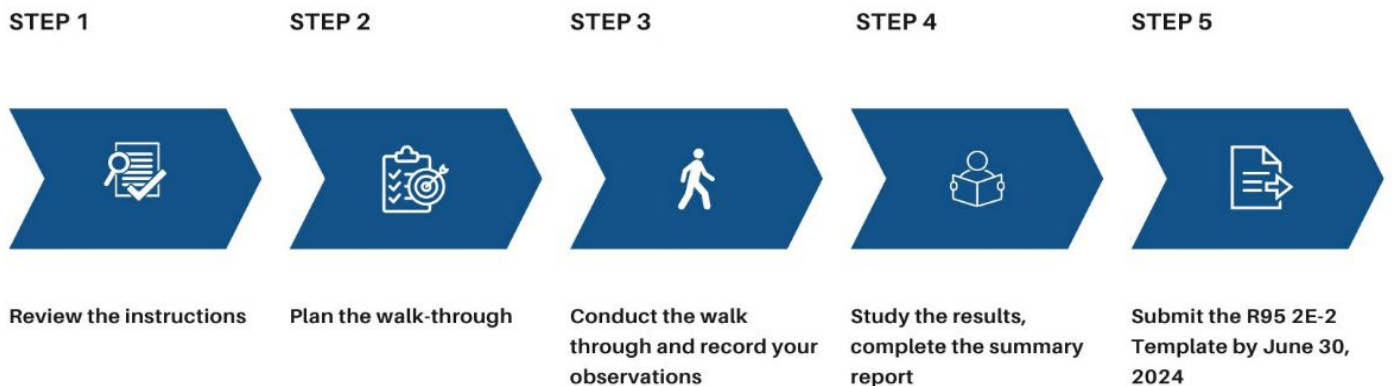 STEP 1
STEP 2
STEP 3
STEP 4
STEP 5
Review the instructions
Plan the walk-through
Conduct the walk
through and record your
observations
Study the results,
complete the summary
report
Submit the R95 2E-2
Template by June 30,
2024